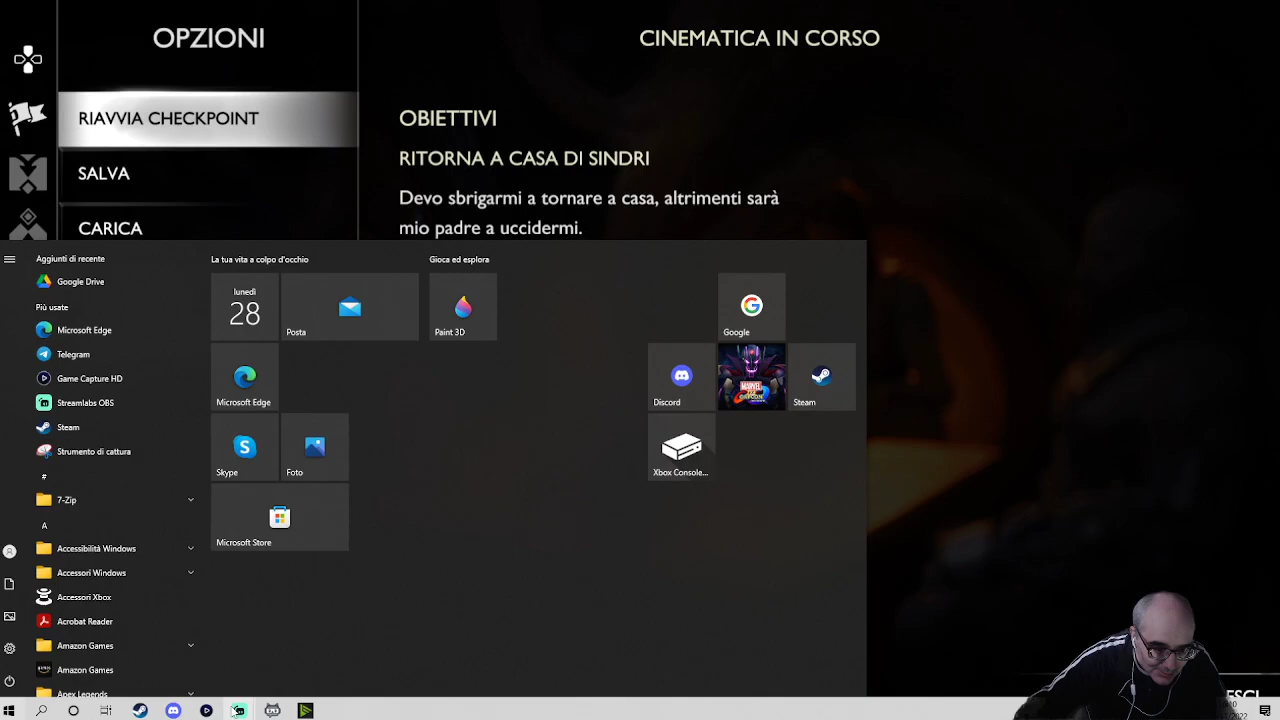 OPZIONI
CINEMATICA IN CORSO
RIAVVIA CHECKPOINT
SALVA
CARICA
OBIETTIVI
RITORNA A CASA DI SINDRI
Devo sbrigarmi a tornare a casa, altrimenti sarà
mio padre a uccidermi.
Aggiunti di recente
Google Drive
Più usate
Microsoft Edge
Telegram
Game Capture HD
Streamlabs OBS
Steam
Strumento di cattura
#
7-Zip
A
Accessibilità Windows
Accessori Windows
Accessori Xbox
Acrobat Reader
Amazon Games
Amazon Games
Apex Legends
La tua vita a colpo d'occhio
lunedì
28
Posta
Microsoft Edge
Skype
Foto
Microsoft Store
Gioca ed esplora
Paint 3D
Google
Discord
MARVEL
CAPCOM
Steam
Xbox Console...
ESCI